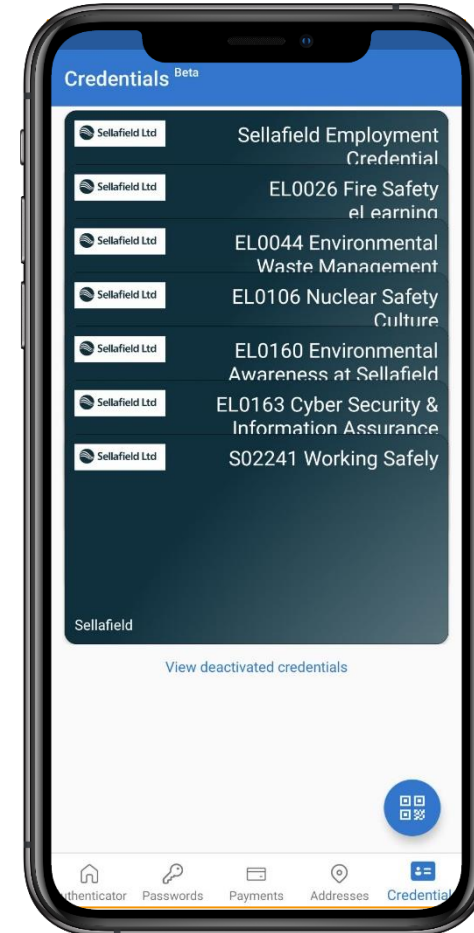 Credentials Beta
Sellafield Ltd
Sellafield Employment
Credential
Sellafield Ltd
EL0026 Fire Safety
eLearning
Sellafield Ltd
EL0044 Environmental
Waste Management
Sellafield Ltd
EL0106 Nuclear Safety
Culture
Sellafield Ltd
EL0160 Environmental
Awareness at Sellafield
Sellafield Ltd
EL0163 Cyber Security &
Information Assurance
Sellafield Ltd
S02241 Working Safely
Sellafield
View deactivated credentials
uthenticator Passwords Payments Addresses Credential